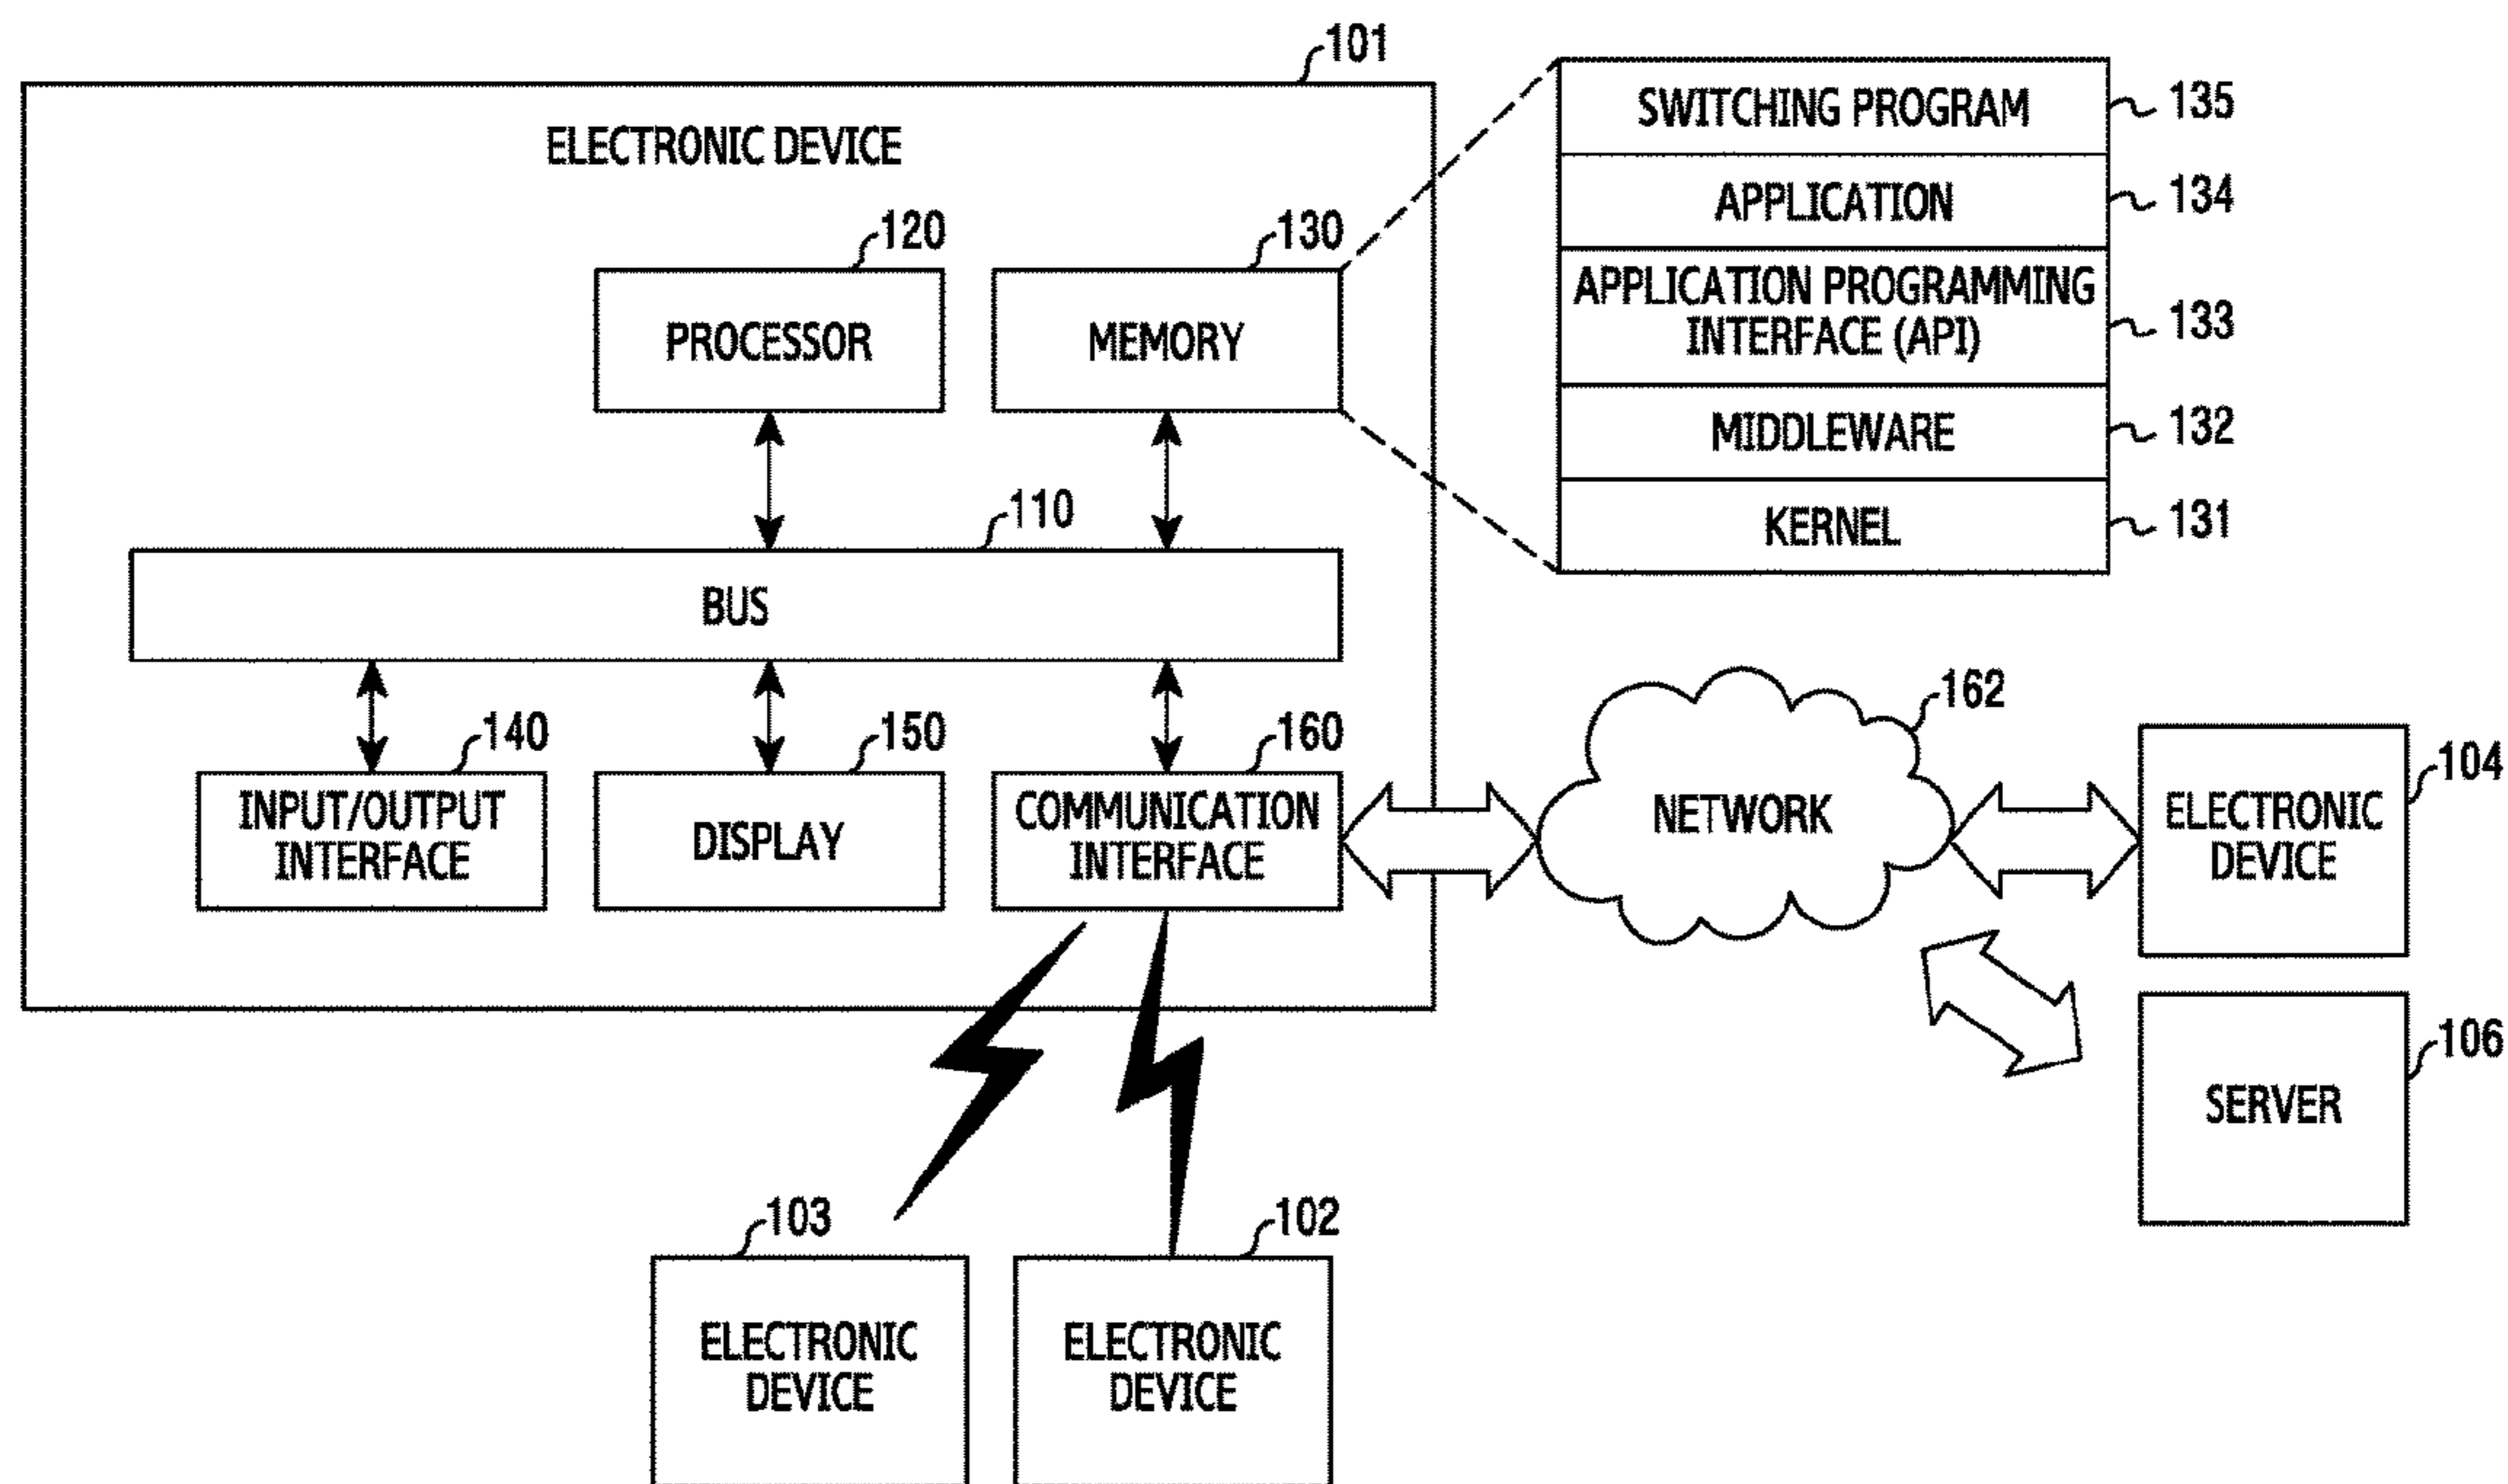 101
ELECTRONIC DEVICE
120
PROCESSOR
130
MEMORY
SWITCHING PROGRAM
135
APPLICATION
134
APPLICATION PROGRAMMING
INTERFACE (API)
133
MIDDLEWARE
132
KERNEL
131
110
BUS
140
INPUT/OUTPUT
INTERFACE
150
DISPLAY
160
COMMUNICATION
INTERFACE
162
NETWORK
104
ELECTRONIC
DEVICE
106
SERVER
103
ELECTRONIC
DEVICE
102
ELECTRONIC
DEVICE